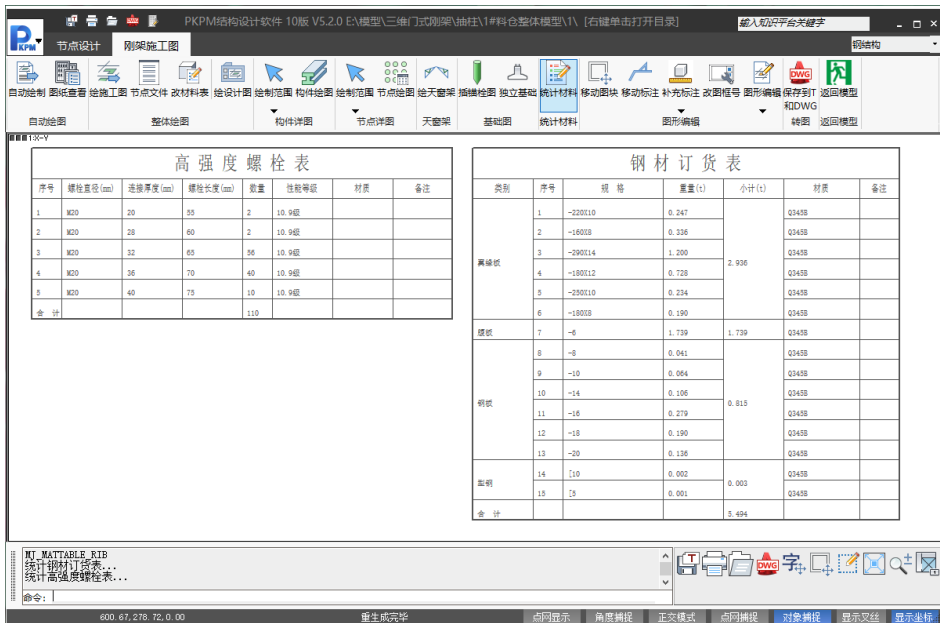 PKPM结构设计软件 10版 V5.2.0 E:\模型\三维门式刚架\抽柱\1#料仓整体模型\1\ [右键单击打开目录]
输入知识平台关键字
PKPM
节点设计 刚架施工图
钢结构
自动绘制 图纸查看 绘施工图 节点文件 改材料表 绘设计图 绘制范围 构件绘图 绘制范围 节点绘图 绘天窗架 插锚栓图 独立基础 统计材料 移动图块 移动标注 补充标注 改图框号 图形编辑 保存到T和DWG 返回模型
自动绘图 整体绘图 构件详图 节点详图 天窗架 基础图 统计材料 图形编辑 转图 返回模型
1:X-Y
高强度螺栓表
序号 螺栓直径(mm) 连接厚度(mm) 螺栓长度(mm) 数量 性能等级 材质 备注
1 M20 20 55 2 10.9级
2 M20 28 60 2 10.9级
3 M20 32 65 56 10.9级
4 M20 36 70 40 10.9级
5 M20 40 75 10 10.9级
合 计 110
钢材订货表
类别 序号 规 格 重量(t) 小计(t) 材质 备注
翼缘板 1 -220X10 0.247 2.936 Q345B
2 -160X8 0.336 Q345B
3 -290X14 1.200 Q345B
4 -180X12 0.728 Q345B
5 -250X10 0.234 Q345B
6 -180X8 0.190 Q345B
腹板 7 -6 1.739 1.739 Q345B
钢板 8 -8 0.041 0.815 Q345B
9 -10 0.064 Q345B
10 -14 0.106 Q345B
11 -16 0.279 Q345B
12 -18 0.190 Q345B
13 -20 0.136 Q345B
型钢 14 [10 0.002 0.003 Q345B
15 [5 0.001 Q345B
合 计 5.494
MJ_MATTABLE_RIB
统计钢材订货表...
统计高强度螺栓表...
命令:
T DWG 字
600.67,278.72,0.00 重生成完毕 点网显示 角度捕捉 正交模式 点网捕捉 对象捕捉 显示叉丝 显示坐标